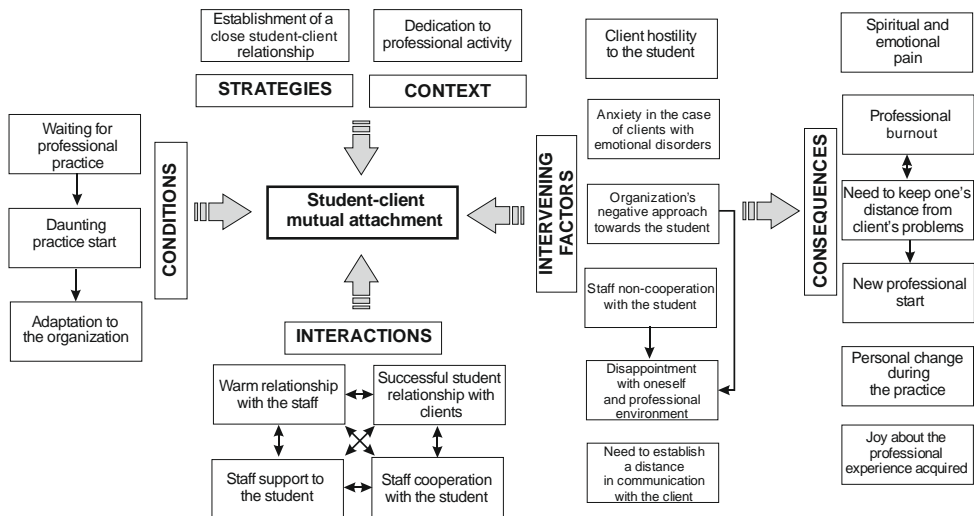 Establishment of a
close student-client
relationship
Dedication to
professional activity
STRATEGIES
CONTEXT
Waiting for
professional
practice
Daunting
practice start
Adaptation to
the organization
CONDITIONS
Student-client
mutual attachment
INTERACTIONS
Warm relationship
with the staff
Successful student
relationship with
clients
Staff support to
the student
Staff cooperation
with the student
INTERVENING
FACTORS
Client hostility
to the student
Anxiety in the case
of clients with
emotional disorders
Organization's
negative approach
towards the student
Staff non-cooperation
with the student
Disappointment
with oneself
and professional
environment
Need to establish
a distance
in communication
with the client
CONSEQUENCES
Spiritual and
emotional
pain
Professional
burnout
Need to keep one's
distance from
client's problems
New professional
start
Personal change
during
the practice
Joy about the
professional
experience acquired